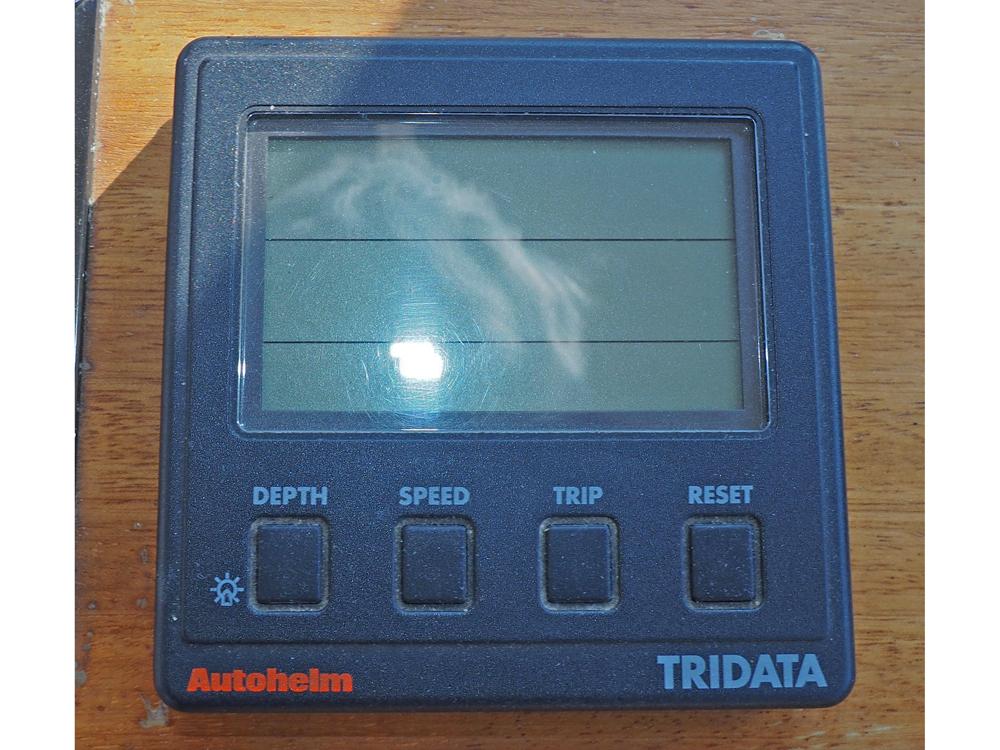 DEPTH SPEED TRIP RESET
Autohelm TRIDATA